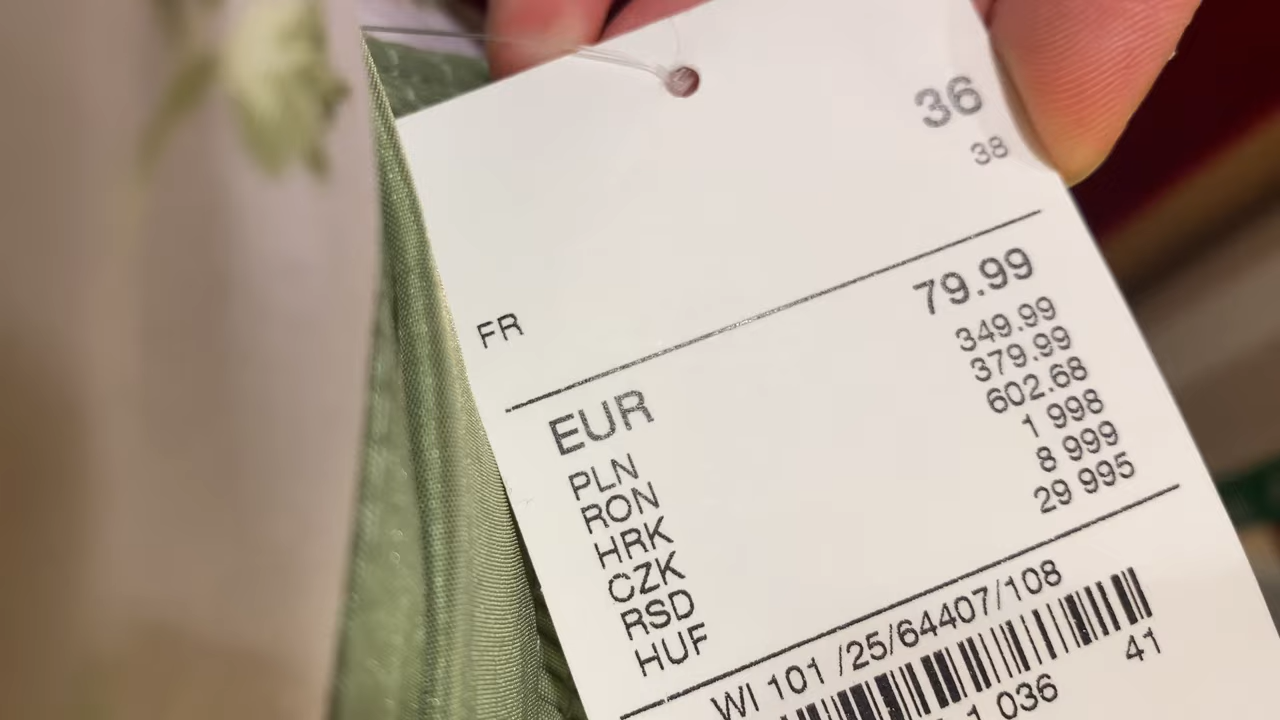 36
FR 38
EUR 79.99
PLN 349.99
RON 379.99
HRK 602.68
CZK 1 998
RSD 8 999
HUF 29 995
WI 101 /25/64407/108
1 036 41